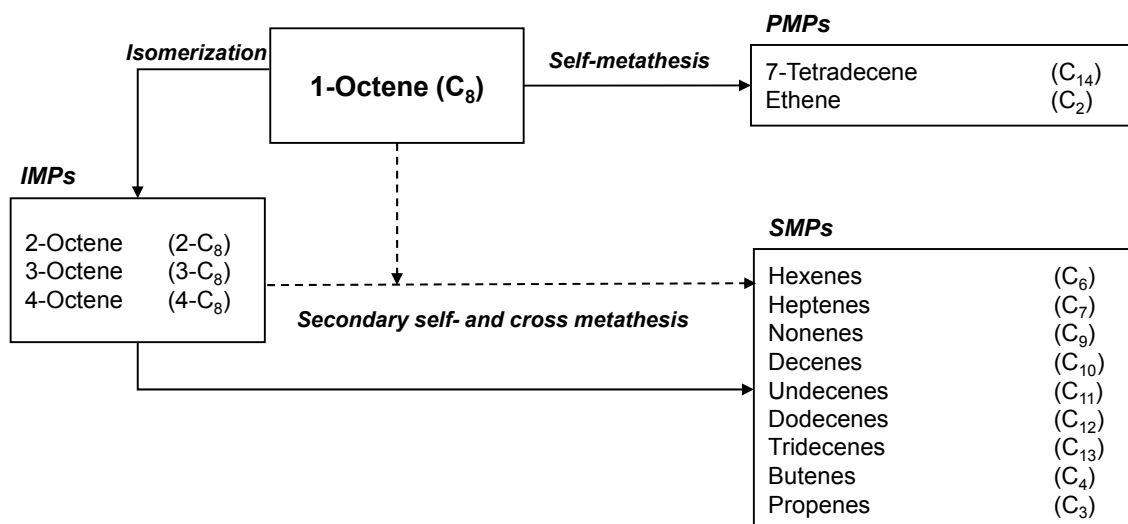 PMPs
Isomerization
1-Octene (C₈)
Self-metathesis
7-Tetradecene (C₁₄)
Ethene (C₂)
IMPs
2-Octene (2-C₈)
3-Octene (3-C₈)
4-Octene (4-C₈)
SMPs
Secondary self- and cross metathesis
Hexenes (C₆)
Heptenes (C₇)
Nonenes (C₉)
Decenes (C₁₀)
Undecenes (C₁₁)
Dodecenes (C₁₂)
Tridecenes (C₁₃)
Butenes (C₄)
Propenes (C₃)